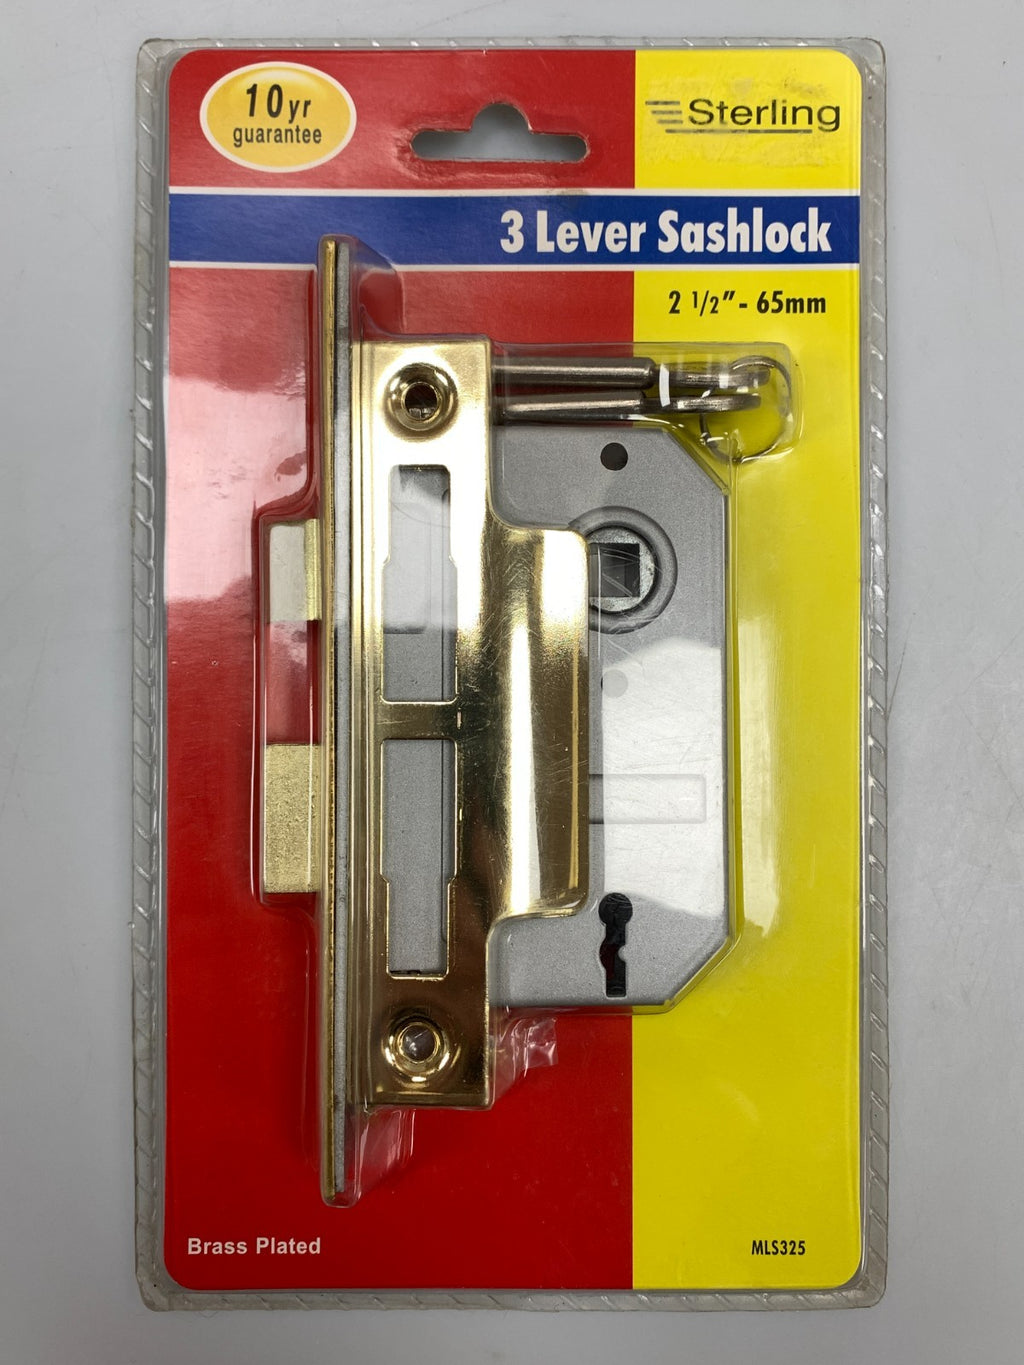 10yr
guarantee
Sterling
3 Lever Sashlock
2 1/2" - 65mm
Brass Plated
MLS325